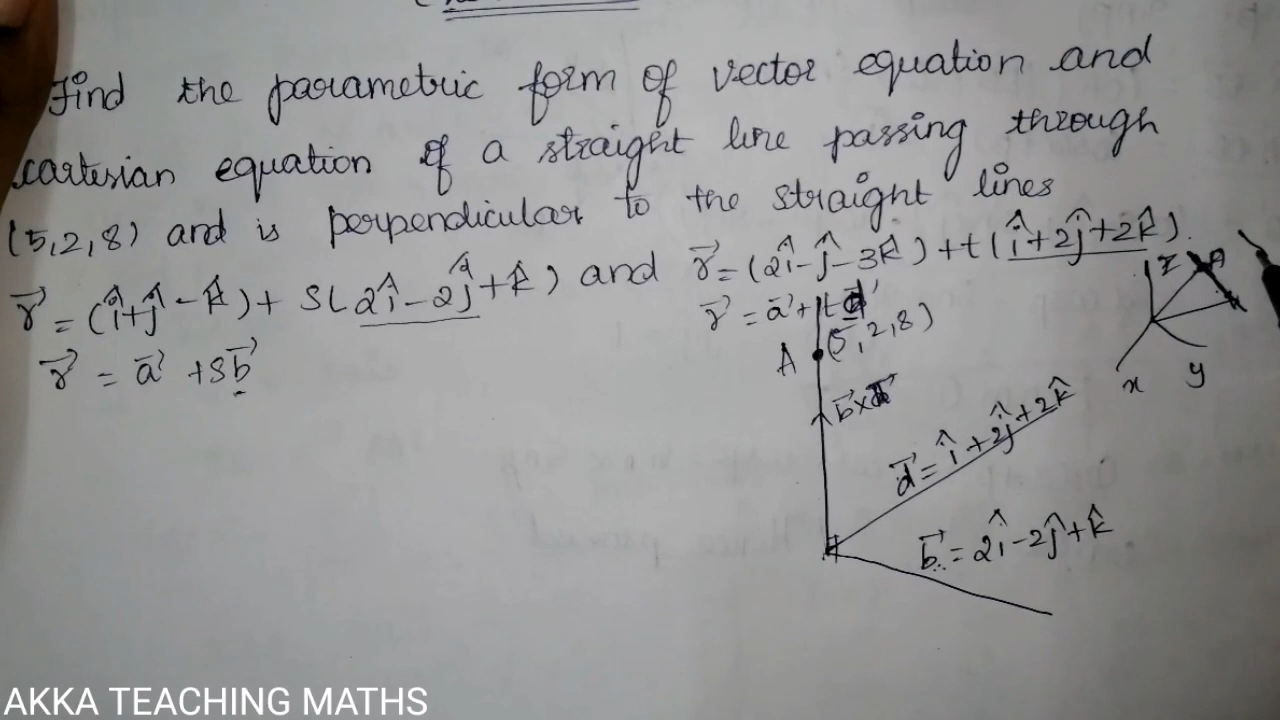 Find the parametric form of vector equation and
cartesian equation of a straight line passing through
(5,2,8) and is perpendicular to the straight lines
r⃗ = (î+ĵ-k̂)+ S(2î-2ĵ+k̂) and r⃗ = (2î-ĵ-3k̂)+t(î+2ĵ+2k̂).
r⃗ = a⃗ + sb⃗
r⃗ = a⃗ + td⃗
A (5,2,8)
b⃗×d⃗
d⃗ = î+2ĵ+2k̂
b⃗ = 2î-2ĵ+k̂
z
x y
AKKA TEACHING MATHS